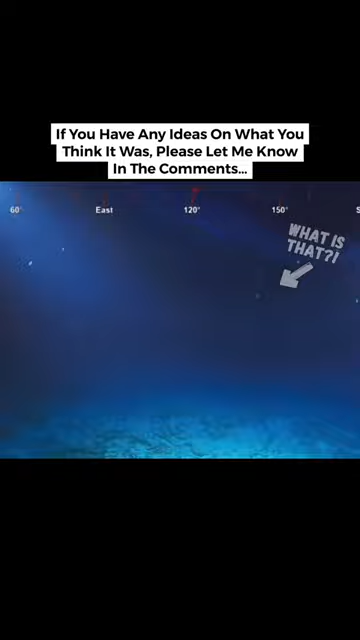 If You Have Any Ideas On What You
Think It Was, Please Let Me Know
In The Comments...
60° East 120° 150° S
WHAT IS
THAT?!